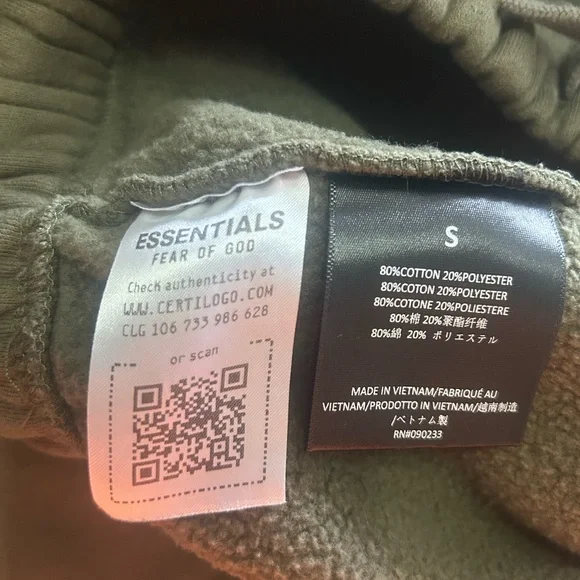 ESSENTIALS
FEAR OF GOD
Check authenticity at
WWW.CERTILOGO.COM
CLG 106 733 986 628
or scan
S
80%COTTON 20%POLYESTER
80%COTON 20%POLYESTER
80%COTONE 20%POLIESTERE
80%棉 20%聚酯纤维
80%綿 20% ポリエステル
MADE IN VIETNAM/FABRIQUÉ AU
VIETNAM/PRODOTTO IN VIETNAM/越南制造
/ベトナム製
RN#090233